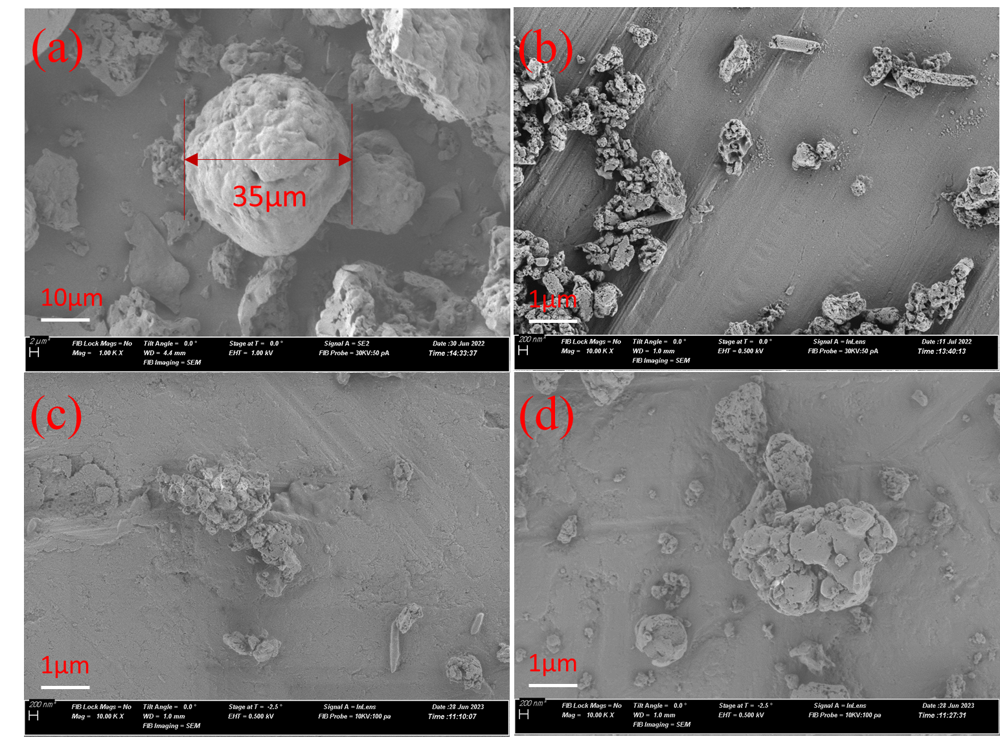 (a)
35μm
10μm
2 μm*
FIB Lock Mags = No Tilt Angle = 0.0 ° Stage at T = 0.0 ° Signal A = SE2 Date :30 Jun 2022
Mag = 1.00 K X WD = 4.4 mm EHT = 1.00 kV FIB Probe = 30KV:50 pA Time :14:33:37
FIB Imaging = SEM
(b)
1μm
200 nm*
FIB Lock Mags = No Tilt Angle = 0.0 ° Stage at T = 0.0 ° Signal A = InLens Date :11 Jul 2022
Mag = 10.00 K X WD = 1.0 mm EHT = 0.500 kV FIB Probe = 30KV:50 pA Time :13:40:13
FIB Imaging = SEM
(c)
1μm
200 nm*
FIB Lock Mags = No Tilt Angle = 0.0 ° Stage at T = -2.5 ° Signal A = InLens Date :28 Jun 2023
Mag = 10.00 K X WD = 1.0 mm EHT = 0.500 kV FIB Probe = 10KV:100 pa Time :11:10:07
FIB Imaging = SEM
(d)
1μm
200 nm*
FIB Lock Mags = No Tilt Angle = 0.0 ° Stage at T = -2.5 ° Signal A = InLens Date :28 Jun 2023
Mag = 10.00 K X WD = 1.0 mm EHT = 0.500 kV FIB Probe = 10KV:100 pa Time :11:27:31
FIB Imaging = SEM